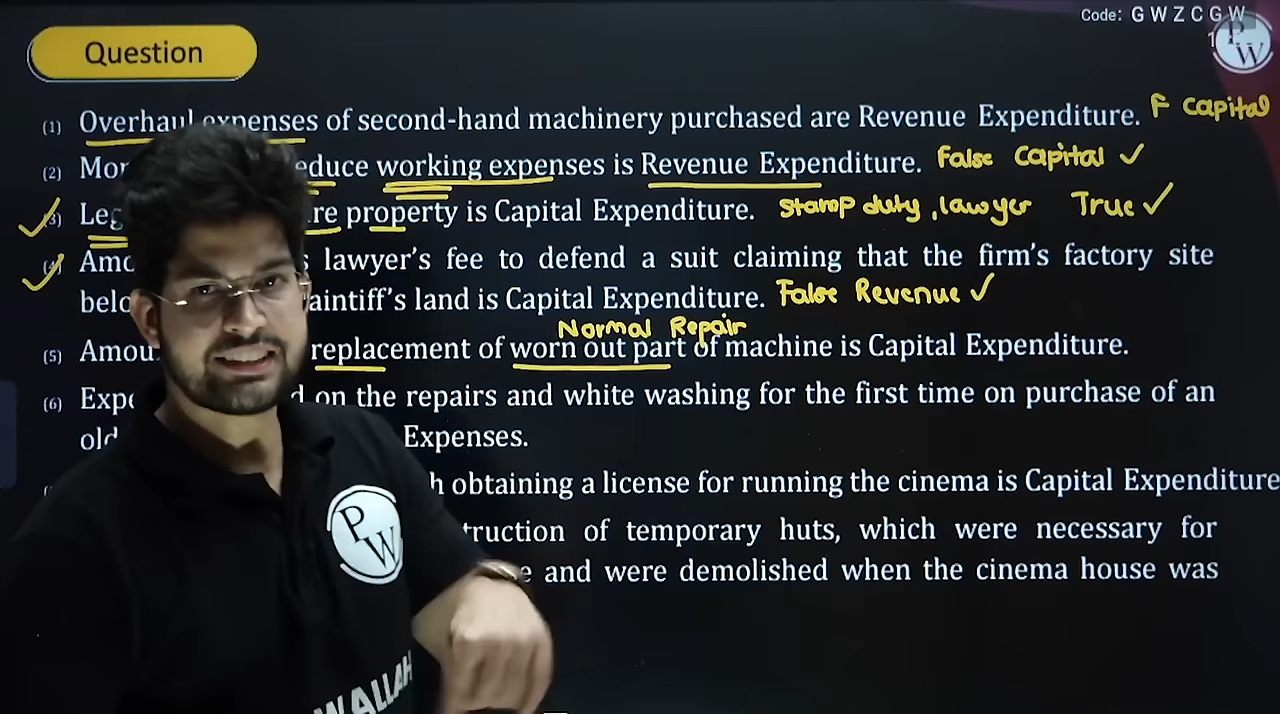 Code: G W Z C G W
1
P W
Question
(1) Overhaul expenses of second-hand machinery purchased are Revenue Expenditure. F Capital
(2) educe working expenses is Revenue Expenditure. False Capital ✓
✓ (3) Leg re property is Capital Expenditure. stamp duty, lawyer True ✓
✓ (4) Amo lawyer's fee to defend a suit claiming that the firm's factory site
belo aintiff's land is Capital Expenditure. False Revenue ✓
Normal Repair
(5) Amou replacement of worn out part of machine is Capital Expenditure.
(6) Expe d on the repairs and white washing for the first time on purchase of an
old Expenses.
h obtaining a license for running the cinema is Capital Expenditure
truction of temporary huts, which were necessary for
e and were demolished when the cinema house was
P W
WALLAH